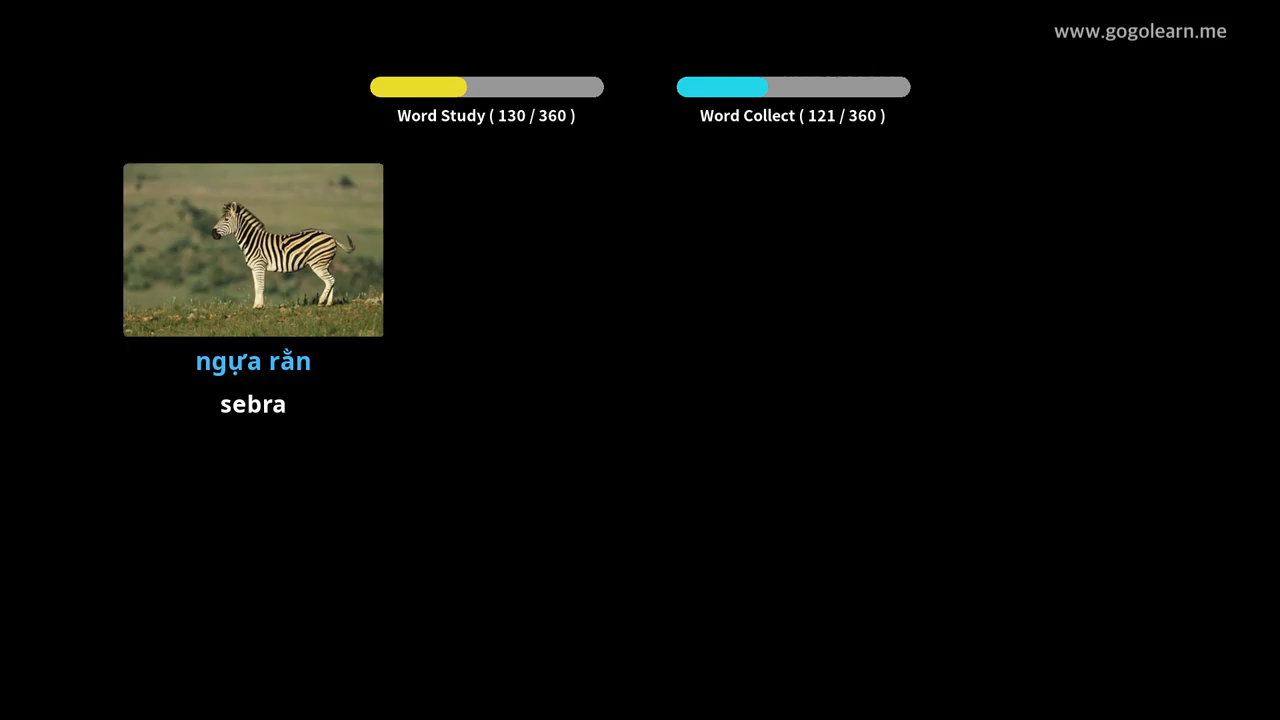 www.gogolearn.me
Word Study ( 130 / 360 )
Word Collect ( 121 / 360 )
ngựa rằn
sebra